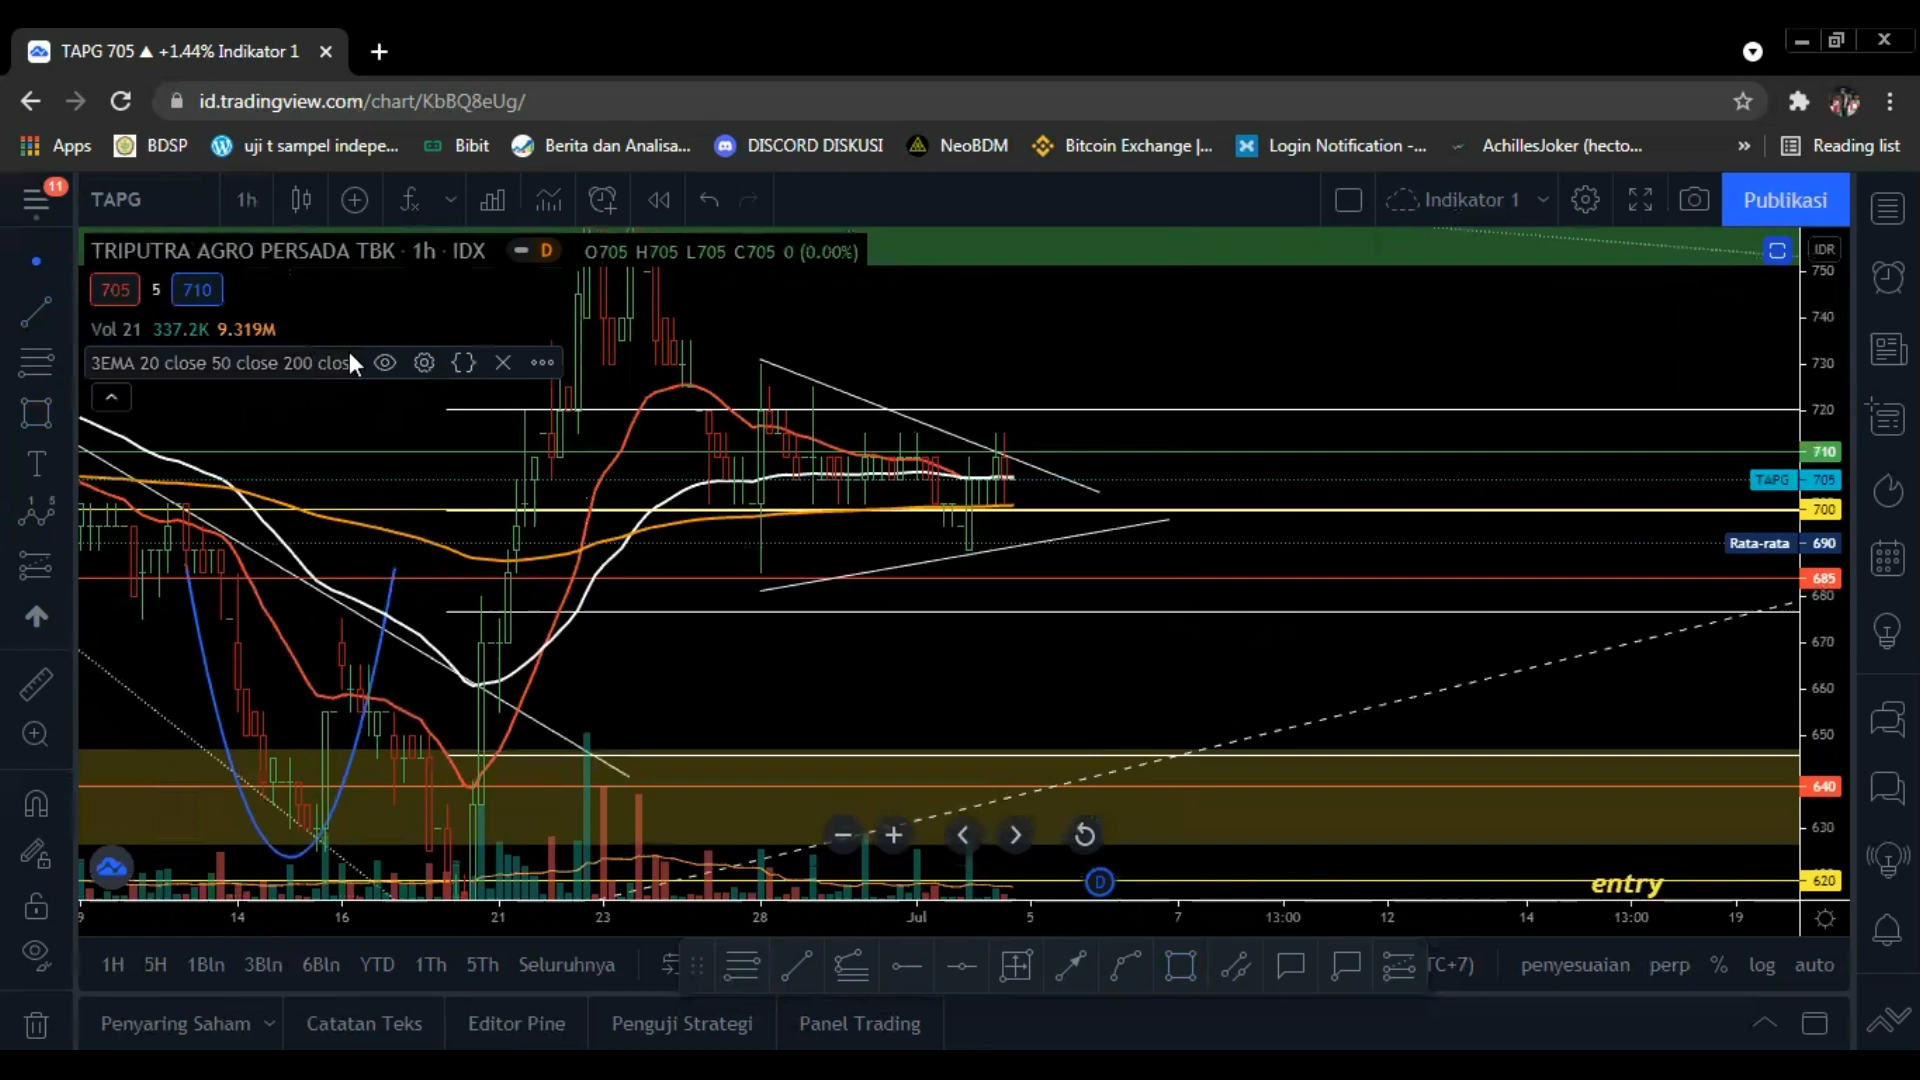 TAPG 705 ▲ +1.44% Indikator 1
id.tradingview.com/chart/KbBQ8eUg/
Apps BDSP uji t sampel indepe... Bibit Berita dan Analisa... DISCORD DISKUSI NeoBDM Bitcoin Exchange |... Login Notification -... AchillesJoker (hecto... » Reading list
11
TAPG 1h Indikator 1 Publikasi
TRIPUTRA AGRO PERSADA TBK · 1h · IDX D O705 H705 L705 C705 0 (0.00%)
IDR
705 5 710
Vol 21 337.2K 9.319M
3EMA 20 close 50 close 200 clos
750
740
730
720
710
TAPG 705
700
Rata-rata 690
685
680
670
660
650
640
630
entry 620
D
9 14 16 21 23 28 Jul 5 7 13:00 12 14 13:00 19
1H 5H 1Bln 3Bln 6Bln YTD 1Th 5Th Seluruhnya TC+7) penyesuaian perp % log auto
Penyaring Saham Catatan Teks Editor Pine Penguji Strategi Panel Trading